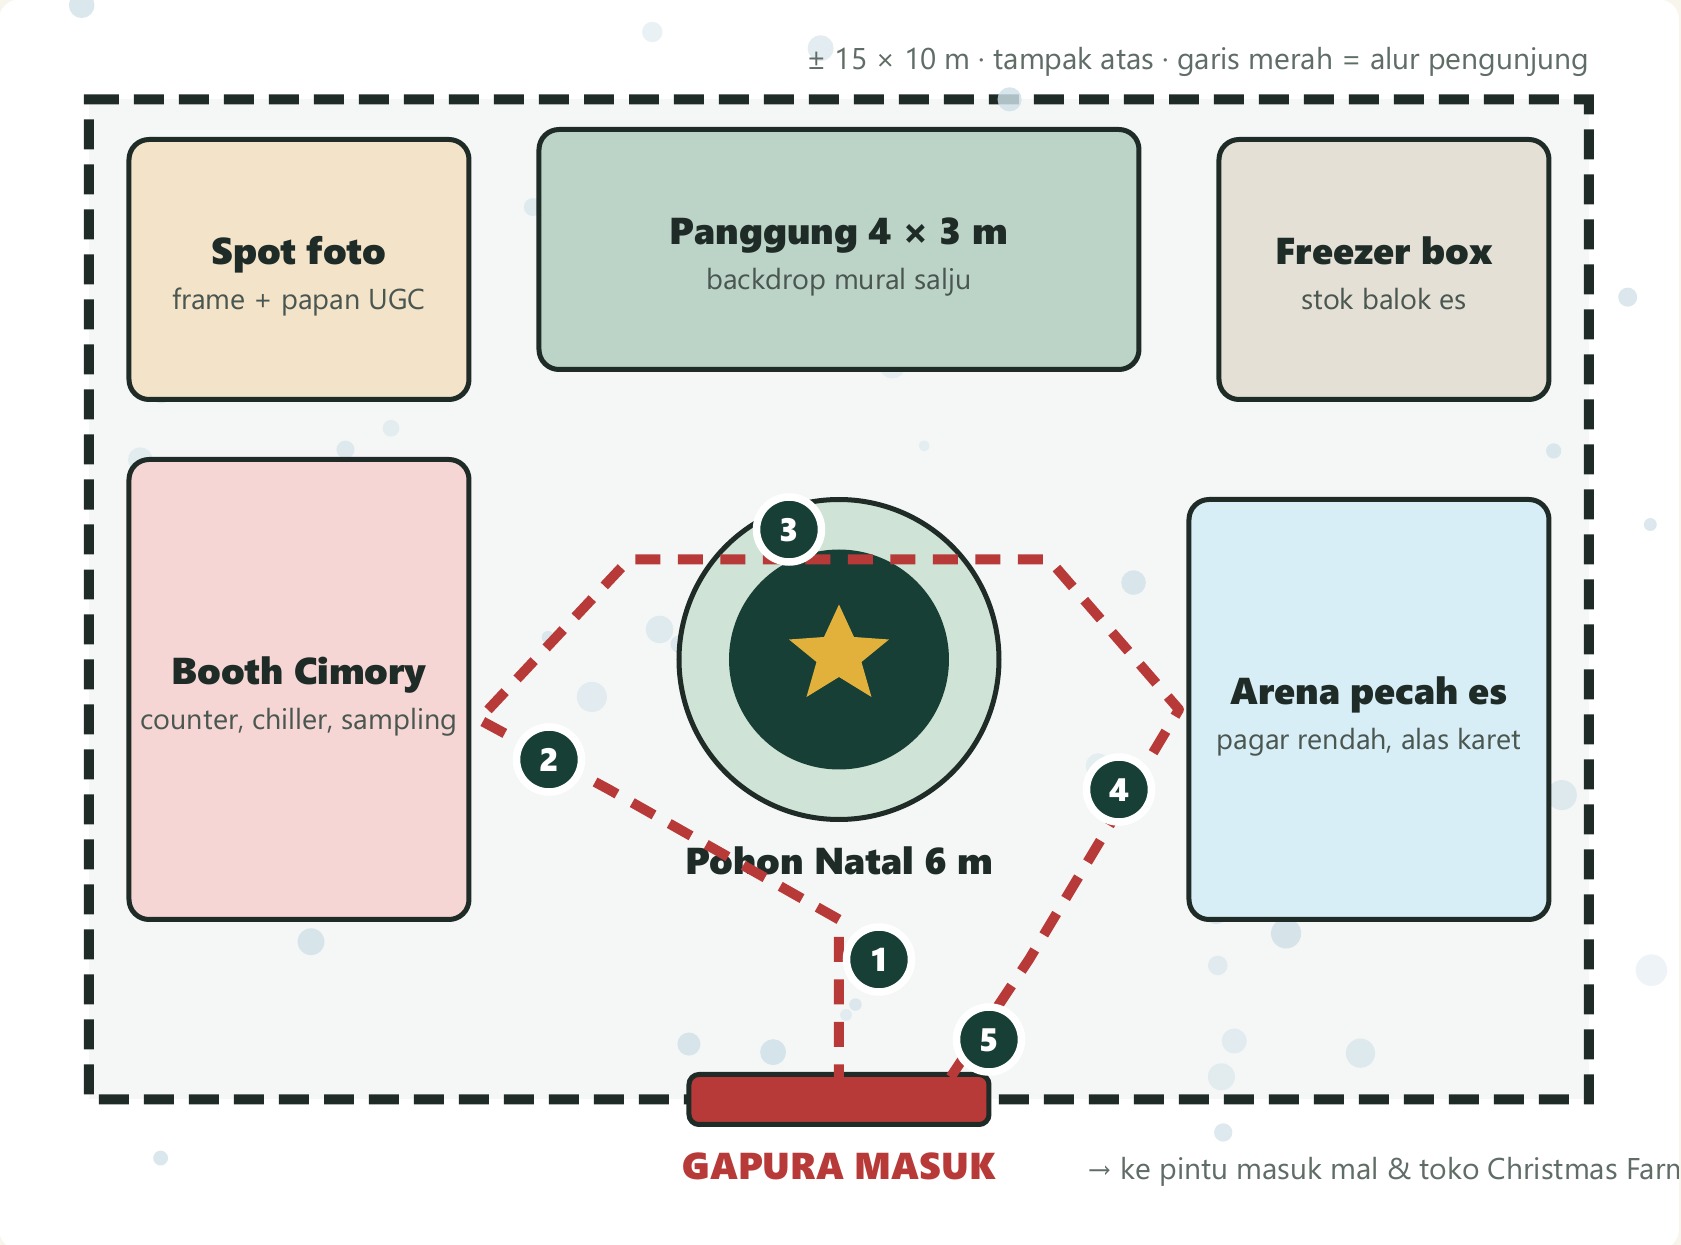 ± 15 × 10 m · tampak atas · garis merah = alur pengunjung
Spot foto
frame + papan UGC
Panggung 4 × 3 m
backdrop mural salju
Freezer box
stok balok es
3
Booth Cimory
counter, chiller, sampling
Arena pecah es
pagar rendah, alas karet
2
4
Pohon Natal 6 m
1
5
GAPURA MASUK
→ ke pintu masuk mal & toko Christmas